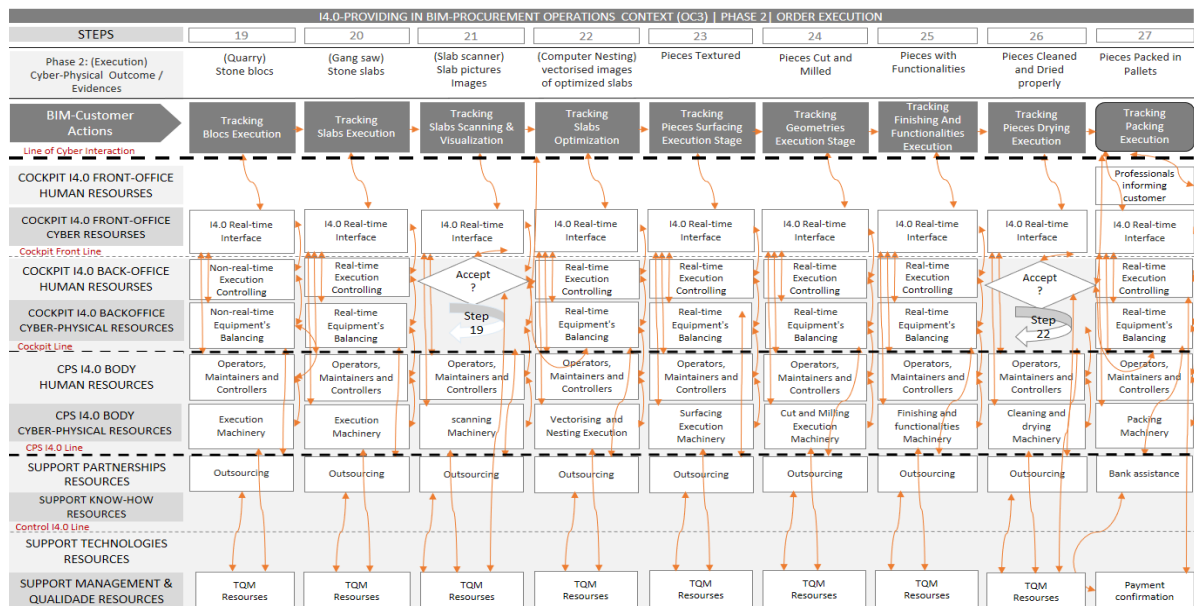 I4.0-PROVIDING IN BIM-PROCUREMENT OPERATIONS CONTEXT (OC3) | PHASE 2| ORDER EXECUTION
STEPS
19
20
21
22
23
24
25
26
27
Phase 2: (Execution)
Cyber-Physical Outcome /
Evidences
(Quarry)
Stone blocs
(Gang saw)
Stone slabs
(Slab scanner)
Slab pictures
Images
(Computer Nesting)
vectorised images
of optimized slabs
Pieces Textured
Pieces Cut and
Milled
Pieces with
Functionalities
Pieces Cleaned
and Dried
properly
Pieces Packed in
Pallets
BIM-Customer
Actions
Tracking
Blocs Execution
Tracking
Slabs Execution
Tracking
Slabs Scanning &
Visualization
Tracking
Slabs
Optimization
Tracking
Pieces Surfacing
Execution Stage
Tracking
Geometries
Execution Stage
Tracking
Finishing And
Functionalities
Execution
Tracking
Pieces Drying
Execution
Tracking
Packing
Execution
Line of Cyber Interaction
COCKPIT I4.0 FRONT-OFFICE
HUMAN RESOURSES
Professionals
informing
customer
COCKPIT I4.0 FRONT-OFFICE
CYBER RESOURSES
I4.0 Real-time
Interface
I4.0 Real-time
Interface
I4.0 Real-time
Interface
I4.0 Real-time
Interface
I4.0 Real-time
Interface
I4.0 Real-time
Interface
I4.0 Real-time
Interface
I4.0 Real-time
Interface
I4.0 Real-time
Interface
Cockpit Front Line
COCKPIT I4.0 BACK-OFFICE
HUMAN RESOURSES
Non-real-time
Execution
Controlling
Real-time
Execution
Controlling
Accept
?
Real-time
Execution
Controlling
Real-time
Execution
Controlling
Real-time
Execution
Controlling
Real-time
Execution
Controlling
Accept
?
Real-time
Execution
Controlling
COCKPIT I4.0 BACKOFFICE
CYBER-PHYSICAL RESOURCES
Non-real-time
Equipment's
Balancing
Real-time
Equipment's
Balancing
Step
19
Real-time
Equipment's
Balancing
Real-time
Equipment's
Balancing
Real-time
Equipment's
Balancing
Real-time
Equipment's
Balancing
Step
22
Real-time
Equipment's
Balancing
Cockpit Line
CPS I4.0 BODY
HUMAN RESOURCES
Operators,
Maintainers and
Controllers
Operators,
Maintainers and
Controllers
Operators,
Maintainers and
Controllers
Operators,
Maintainers and
Controllers
Operators,
Maintainers and
Controllers
Operators,
Maintainers and
Controllers
Operators,
Maintainers and
Controllers
Operators,
Maintainers and
Controllers
Operators,
Maintainers and
Controllers
CPS I4.0 BODY
CYBER-PHYSICAL RESOURCES
Execution
Machinery
Execution
Machinery
scanning
Machinery
Vectorising and
Nesting Execution
Surfacing
Execution
Machinery
Cut and Milling
Execution
Machinery
Finishing and
functionalities
Machinery
Cleaning and
drying
Machinery
Packing
Machinery
CPS I4.0 Line
SUPPORT PARTNERSHIPS
RESOURCES
Outsourcing
Outsourcing
Outsourcing
Outsourcing
Outsourcing
Outsourcing
Outsourcing
Outsourcing
Bank assistance
SUPPORT KNOW-HOW
RESOURCES
Control I4.0 Line
SUPPORT TECHNOLOGIES
RESOURCES
SUPPORT MANAGEMENT &
QUALIDADE RESOURCES
TQM
Resourses
TQM
Resourses
TQM
Resourses
TQM
Resourses
TQM
Resourses
TQM
Resourses
TQM
Resourses
TQM
Resourses
Payment
confirmation